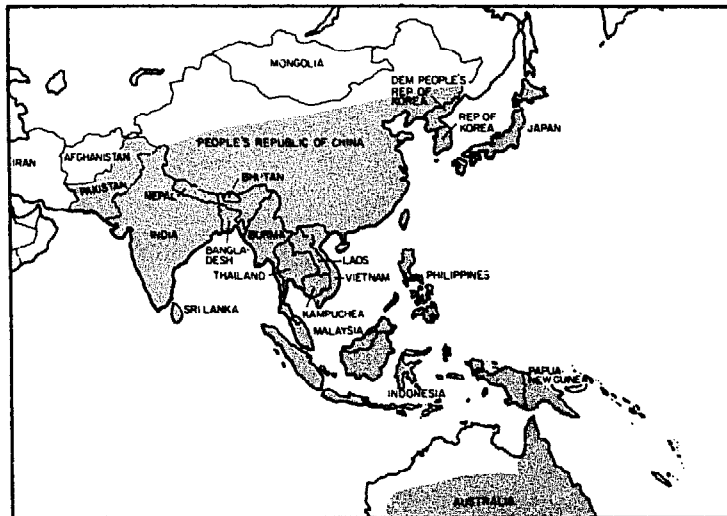 MONGOLIA
DEM PEOPLE'S
REP OF
KOREA
REP OF
KOREA
JAPAN
PEOPLE'S REPUBLIC OF CHINA
IRAN
AFGHANISTAN
PAKISTAN
NEPAL
BHUTAN
INDIA
BANGLA-
DESH
BURMA
THAILAND
LAOS
VIETNAM
PHILIPPINES
SRI LANKA
KAMPUCHEA
MALAYSIA
INDONESIA
PAPUA
NEW GUINEA
AUSTRALIA